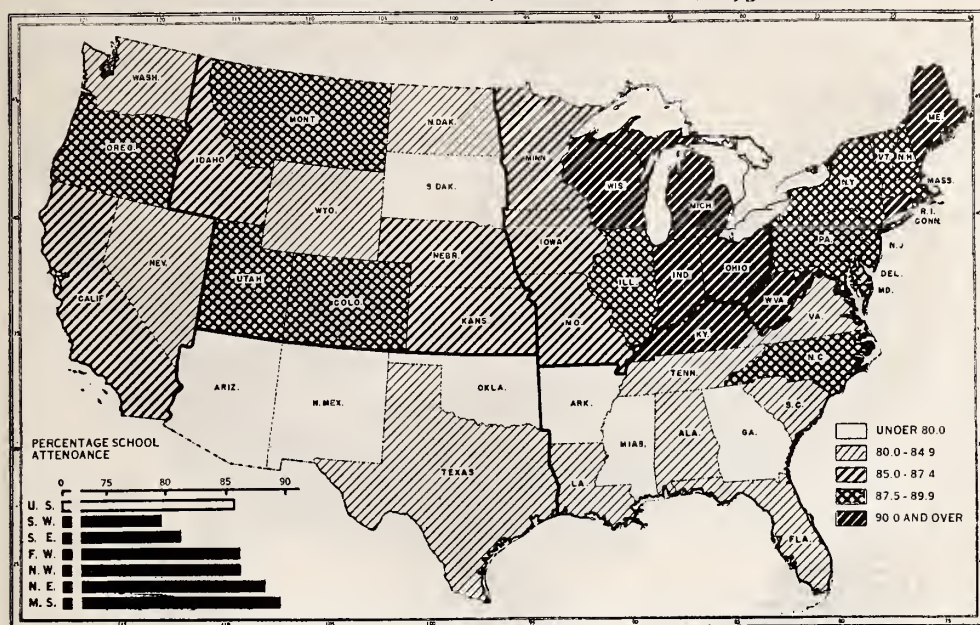 WASH.
MONT.
N.DAK.
MINN.
OREG.
IDAHO
S.DAK.
WYO.
WIS.
MICH.
ME.
VT.
N.H.
MASS.
N.Y.
R.I.
CONN.
NEV.
UTAH
COLO.
NEBR.
IOWA
ILL.
IND.
OHIO
PA.
N.J
DEL.
MD.
CALIF
KANS
MO.
KY.
W.VA
VA.
ARIZ.
N.MEX.
OKLA.
ARK.
TENN.
N.C.
S.C.
TEXAS
LA.
MIAS.
ALA.
GA.
FLA.
PERCENTAGE SCHOOL
ATTENOANCE
0 75 80 85 90
U. S.
S. W.
S. E.
F. W.
N. W.
N. E.
M. S.
UNDER 80.0
80.0 - 84.9
85.0 - 87.4
87.5 - 89.9
90 0 AND OVER